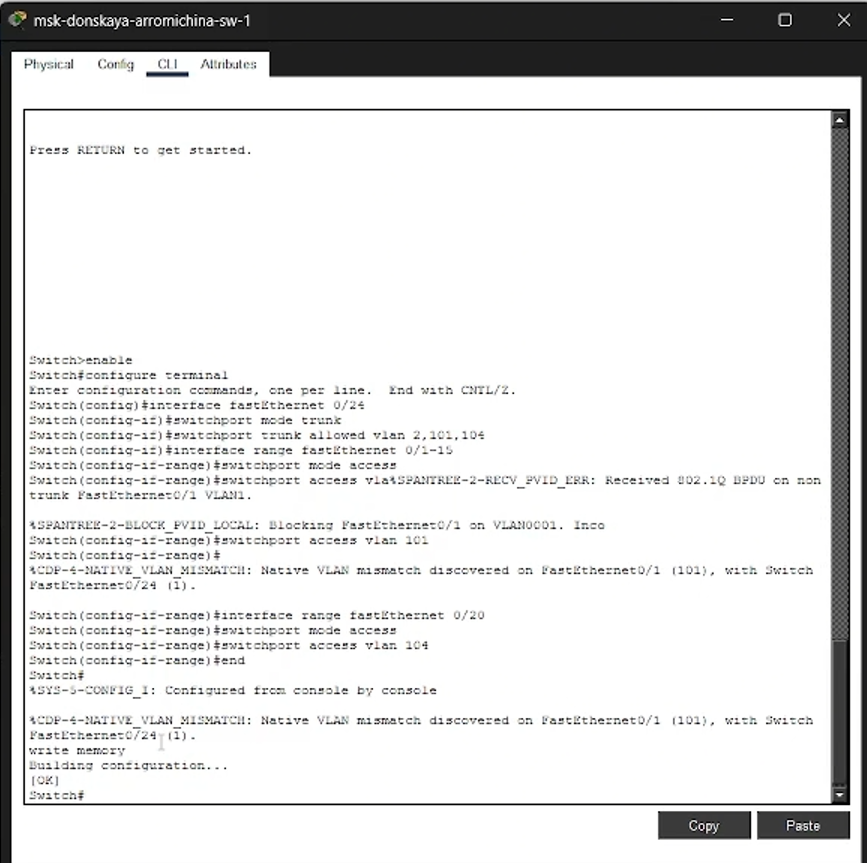 msk-donskaya-arromichina-sw-1
Physical Config CLI Attributes
Press RETURN to get started.
Switch>enable
Switch#configure terminal
Enter configuration commands, one per line.  End with CNTL/Z.
Switch(config)#interface fastEthernet 0/24
Switch(config-if)#switchport mode trunk
Switch(config-if)#switchport trunk allowed vlan 2,101,104
Switch(config-if)#interface range fastEthernet 0/1-15
Switch(config-if-range)#switchport mode access
Switch(config-if-range)#switchport access vla%SPANTREE-2-RECV_PVID_ERR: Received 802.1Q BPDU on non
trunk FastEthernet0/1 VLAN1.
%SPANTREE-2-BLOCK_PVID_LOCAL: Blocking FastEthernet0/1 on VLAN0001. Inco
Switch(config-if-range)#switchport access vlan 101
Switch(config-if-range)#
%CDP-4-NATIVE_VLAN_MISMATCH: Native VLAN mismatch discovered on FastEthernet0/1 (101), with Switch
FastEthernet0/24 (1).
Switch(config-if-range)#interface range fastEthernet 0/20
Switch(config-if-range)#switchport mode access
Switch(config-if-range)#switchport access vlan 104
Switch(config-if-range)#end
Switch#
%SYS-5-CONFIG_I: Configured from console by console
%CDP-4-NATIVE_VLAN_MISMATCH: Native VLAN mismatch discovered on FastEthernet0/1 (101), with Switch
FastEthernet0/24 (1).
write memory
Building configuration...
[OK]
Switch#
Copy Paste